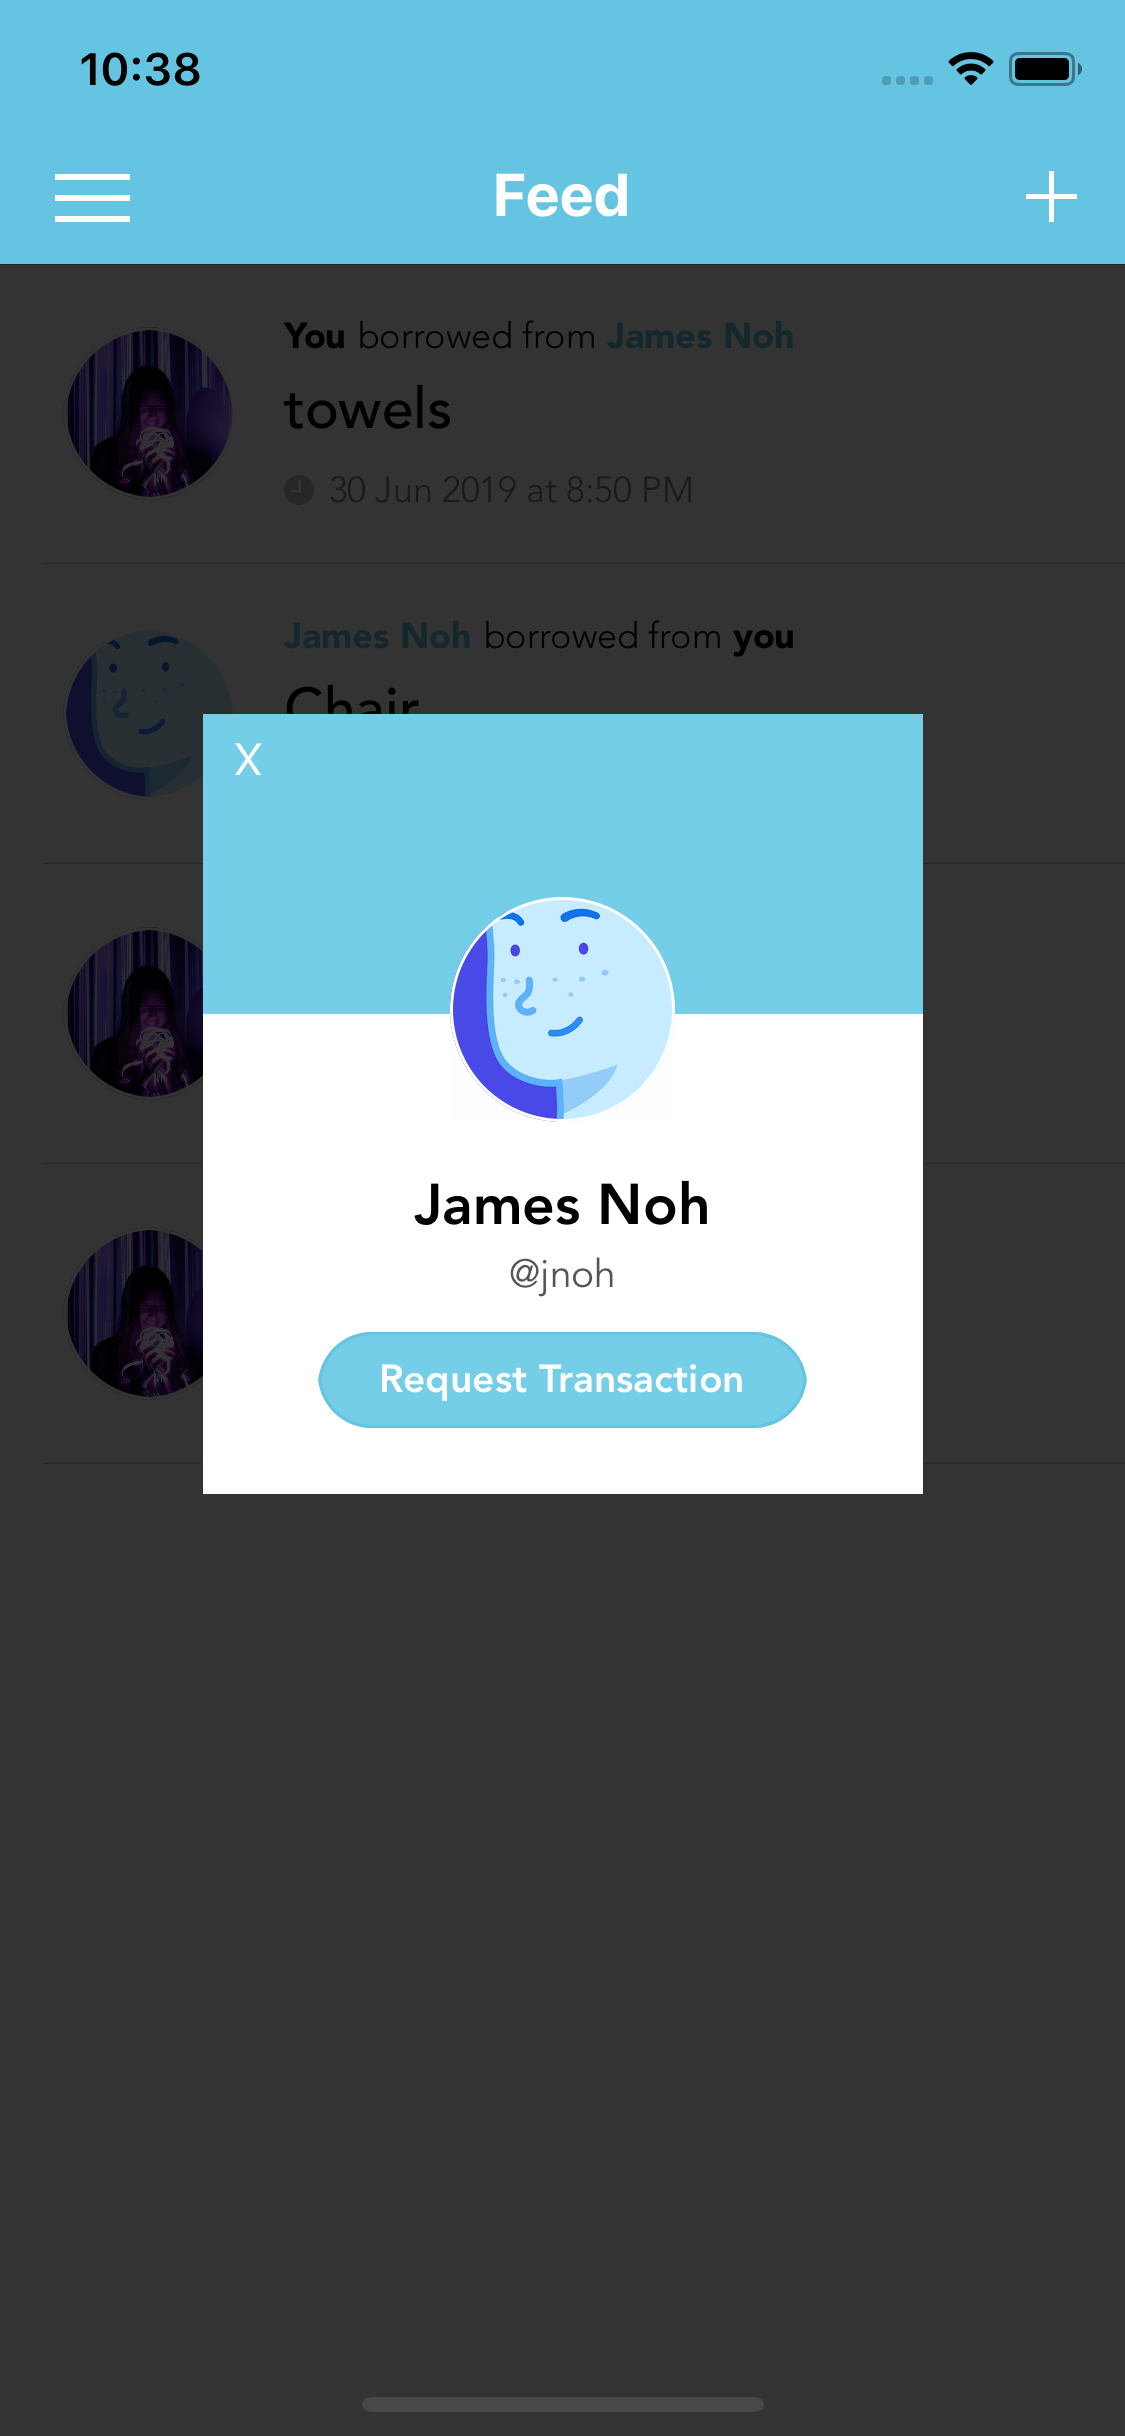 10:38
Feed
You borrowed from James Noh
towels
30 Jun 2019 at 8:50 PM
James Noh borrowed from you
Chair
X
James Noh
@jnoh
Request Transaction